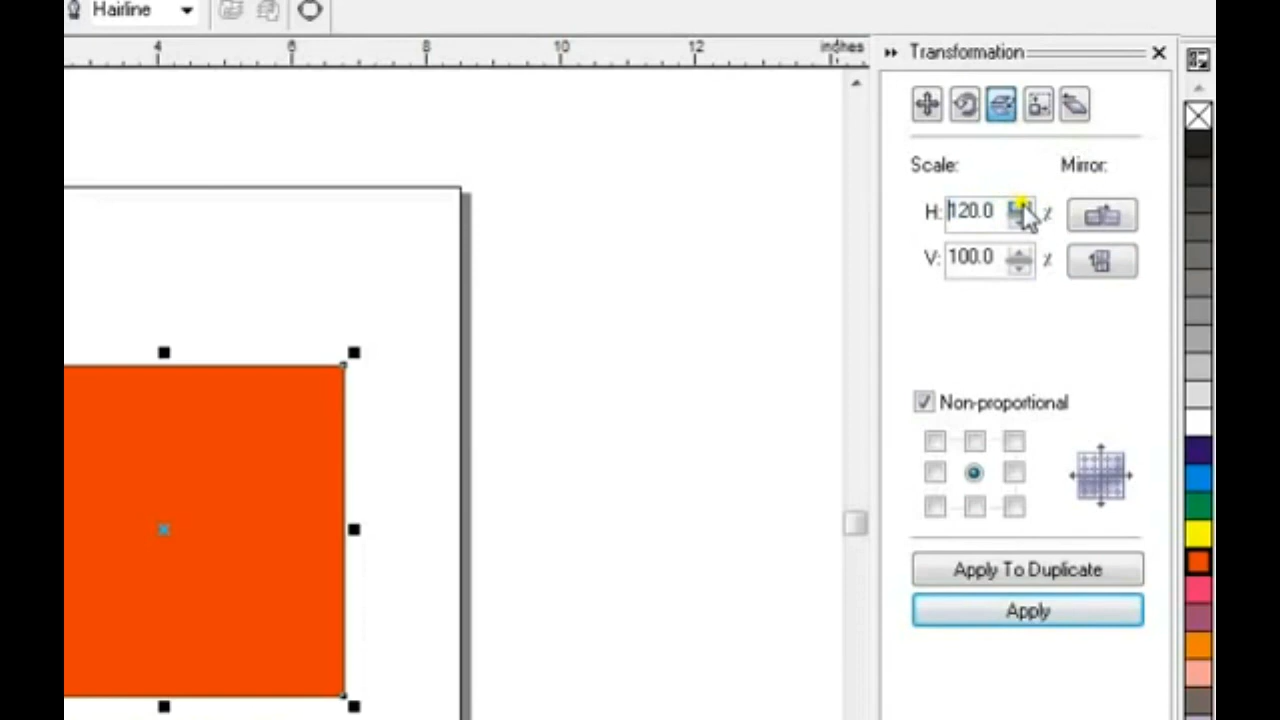 Hairline
4 6 8 10 12 inches
Transformation
Scale: Mirror:
H: 120.0 %
V: 100.0 %
Non-proportional
Apply To Duplicate
Apply